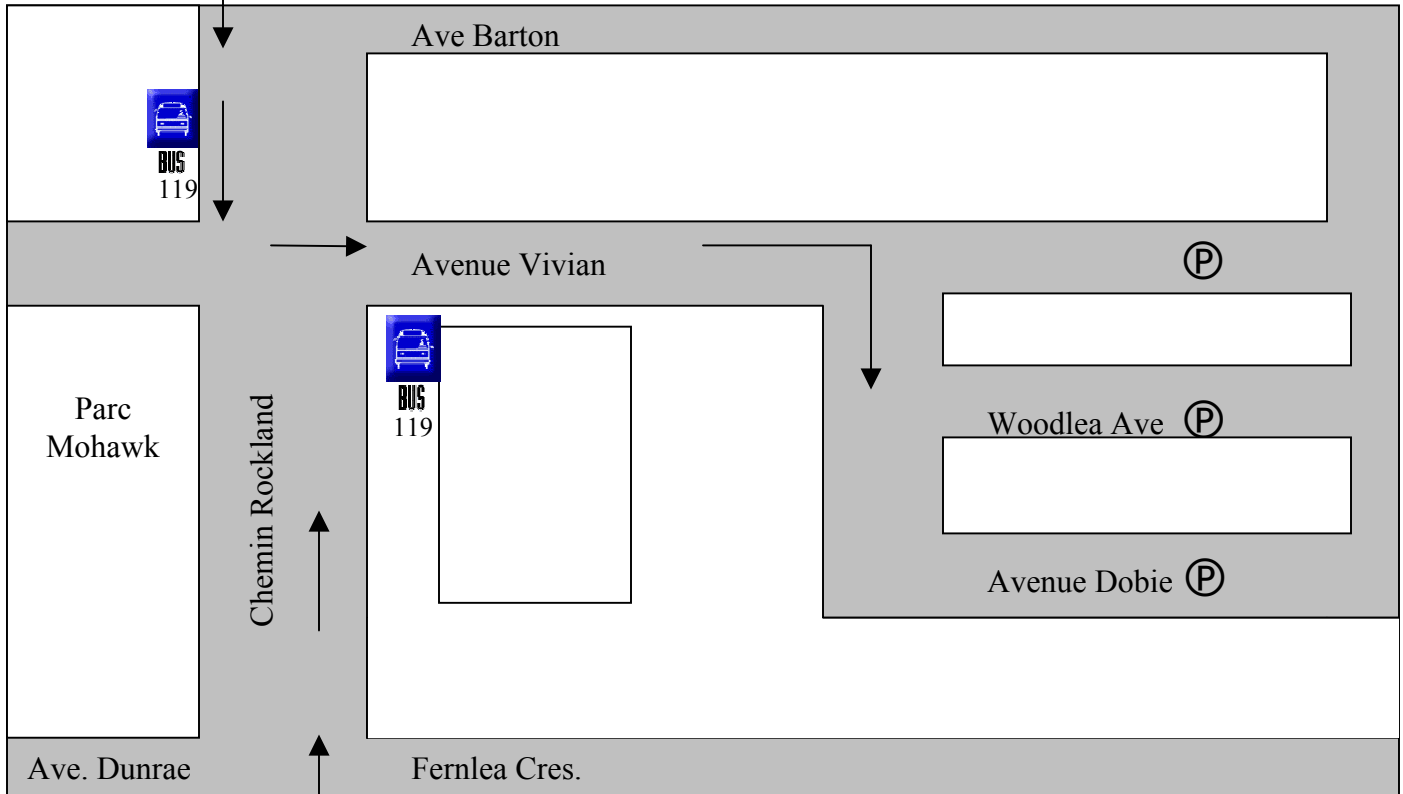 Ave Barton
BUS
119
Avenue Vivian
P
BUS
119
Parc
Mohawk
Chemin Rockland
Woodlea Ave P
Avenue Dobie P
Ave. Dunrae
Fernlea Cres.